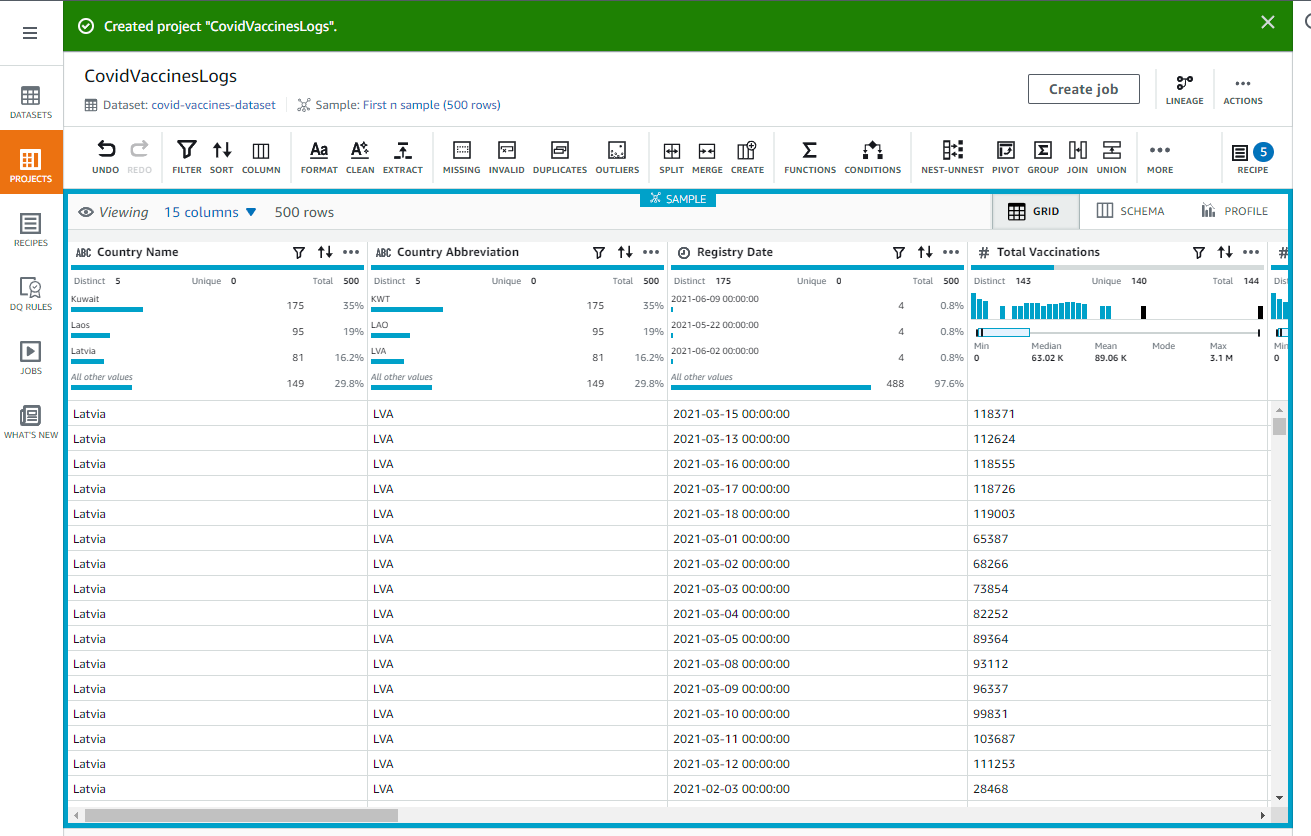 Created project "CovidVaccinesLogs".
CovidVaccinesLogs
Dataset: covid-vaccines-dataset Sample: First n sample (500 rows)
Create job
LINEAGE
ACTIONS
DATASETS
PROJECTS
RECIPES
DQ RULES
JOBS
WHAT'S NEW
UNDO REDO FILTER SORT COLUMN FORMAT CLEAN EXTRACT MISSING INVALID DUPLICATES OUTLIERS SPLIT MERGE CREATE FUNCTIONS CONDITIONS NEST-UNNEST PIVOT GROUP JOIN UNION MORE RECIPE 5
Viewing 15 columns 500 rows
SAMPLE
GRID SCHEMA PROFILE
ABC Country Name ABC Country Abbreviation Registry Date # Total Vaccinations #
Distinct 5 Unique 0 Total 500 Distinct 5 Unique 0 Total 500 Distinct 175 Unique 0 Total 500 Distinct 143 Unique 140 Total 144
Kuwait 175 35% KWT 175 35% 2021-06-09 00:00:00 4 0.8%
Laos 95 19% LAO 95 19% 2021-05-22 00:00:00 4 0.8%
Latvia 81 16.2% LVA 81 16.2% 2021-06-02 00:00:00 4 0.8%
All other values 149 29.8% All other values 149 29.8% All other values 488 97.6%
Min Median Mean Mode Max Min
0 63.02 K 89.06 K 3.1 M 0
Latvia LVA 2021-03-15 00:00:00 118371
Latvia LVA 2021-03-13 00:00:00 112624
Latvia LVA 2021-03-16 00:00:00 118555
Latvia LVA 2021-03-17 00:00:00 118726
Latvia LVA 2021-03-18 00:00:00 119003
Latvia LVA 2021-03-01 00:00:00 65387
Latvia LVA 2021-03-02 00:00:00 68266
Latvia LVA 2021-03-03 00:00:00 73854
Latvia LVA 2021-03-04 00:00:00 82252
Latvia LVA 2021-03-05 00:00:00 89364
Latvia LVA 2021-03-08 00:00:00 93112
Latvia LVA 2021-03-09 00:00:00 96337
Latvia LVA 2021-03-10 00:00:00 99831
Latvia LVA 2021-03-11 00:00:00 103687
Latvia LVA 2021-03-12 00:00:00 111253
Latvia LVA 2021-02-03 00:00:00 28468